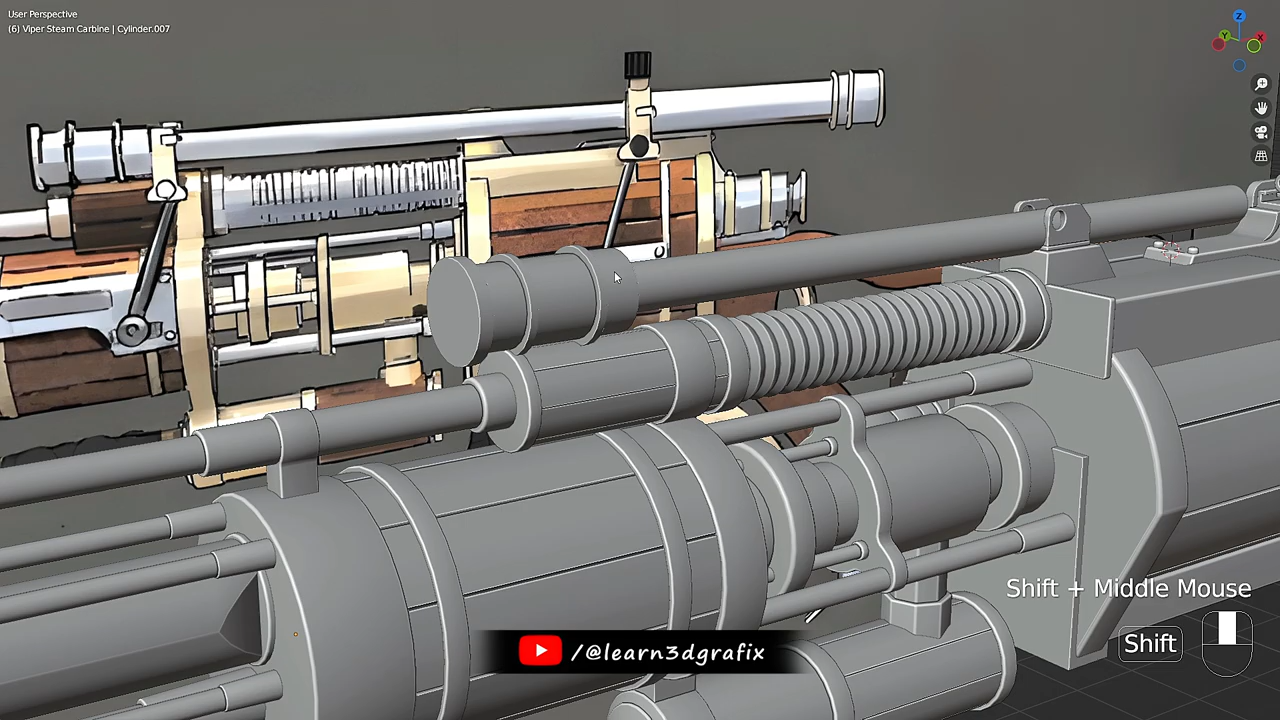 User Perspective
(6) Viper Steam Carbine | Cylinder.007
Z
Y
X
Shift + Middle Mouse
Shift
/@learn3dgrafix